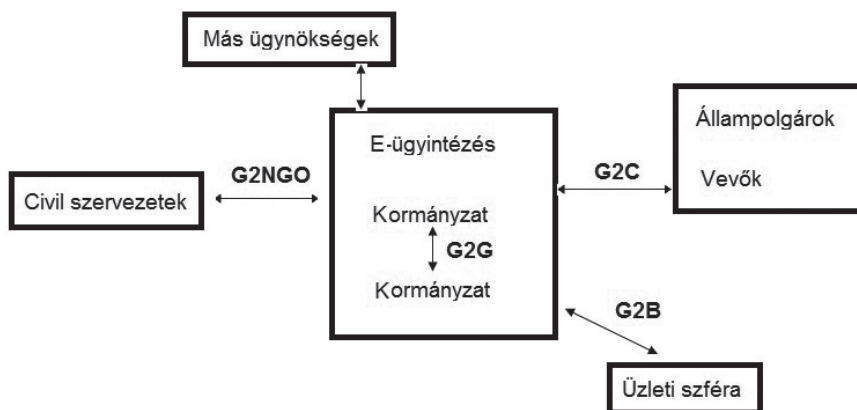 Más ügynökségek
E-ügyintézés
Állampolgárok
Vevők
G2NGO
G2C
Civil szervezetek
Kormányzat
G2G
Kormányzat
G2B
Üzleti szféra